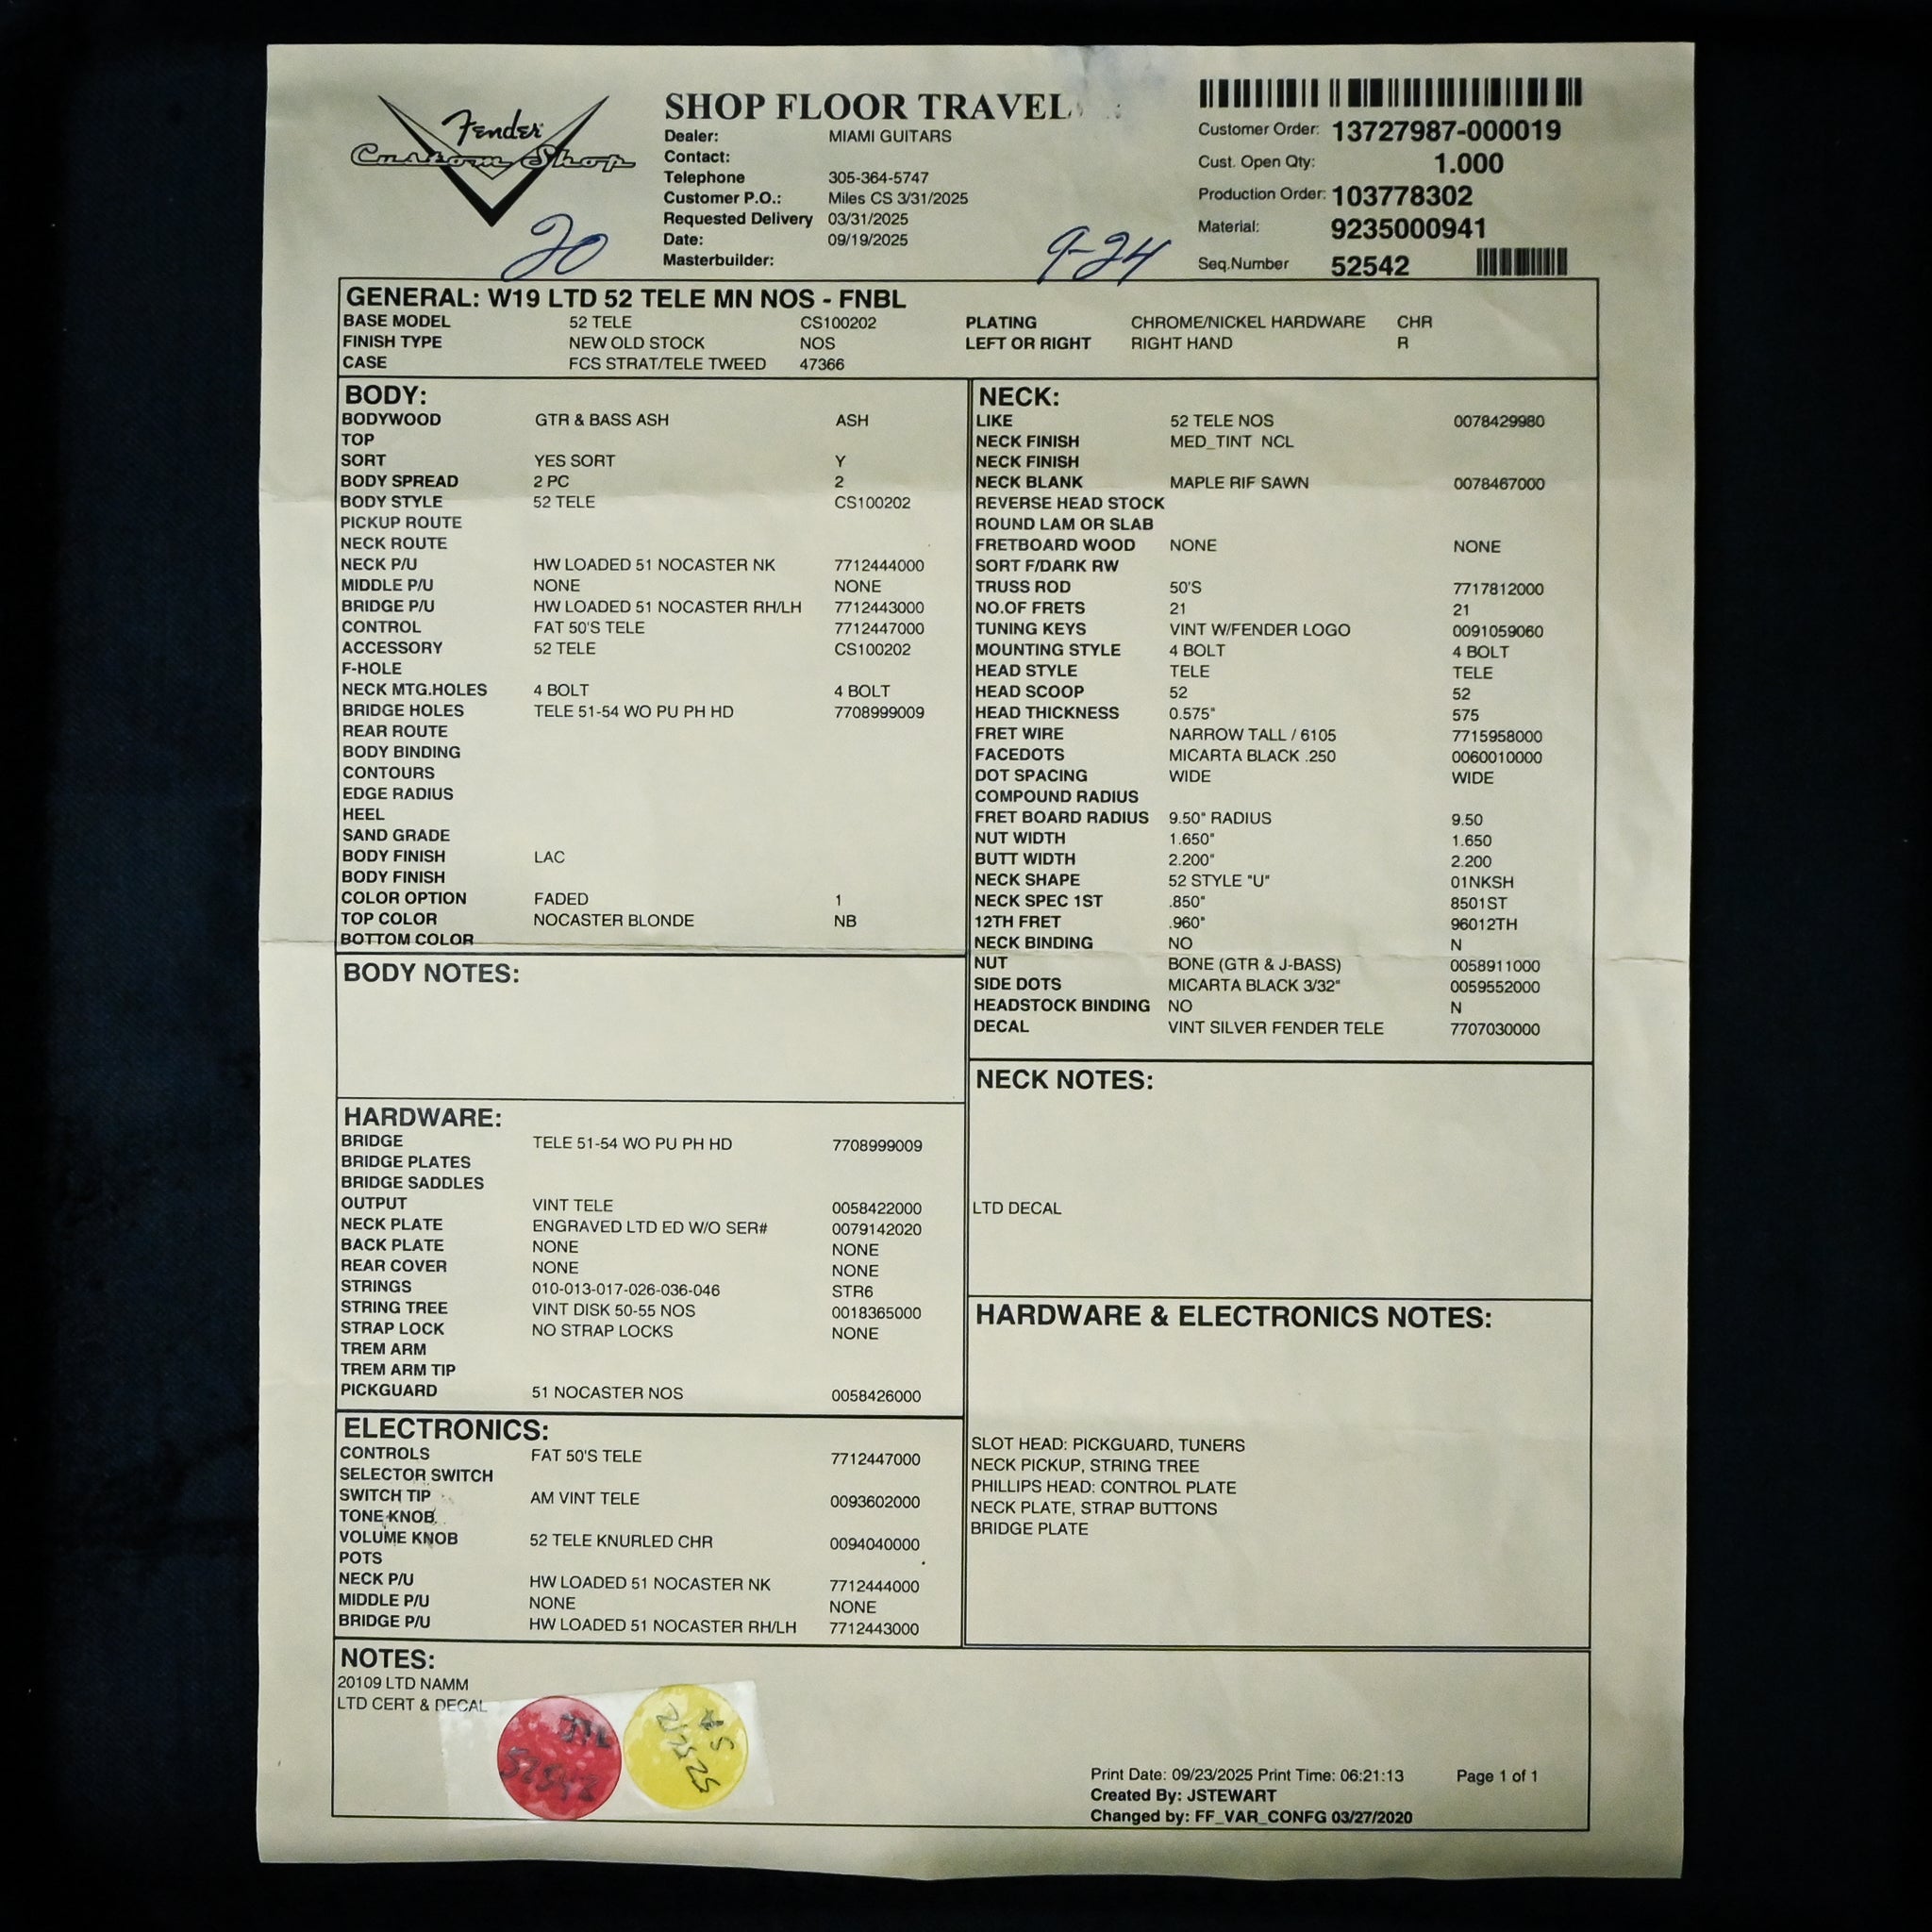 Fender
Custom Shop
SHOP FLOOR TRAVEL
Dealer: MIAMI GUITARS
Contact:
Telephone 305-364-5747
Customer P.O.: Miles CS 3/31/2025
Requested Delivery 03/31/2025
Date: 09/19/2025
Masterbuilder:
20
9-24
Customer Order: 13727987-000019
Cust. Open Qty: 1.000
Production Order: 103778302
Material: 9235000941
Seq.Number 52542
GENERAL: W19 LTD 52 TELE MN NOS - FNBL
BASE MODEL 52 TELE CS100202 PLATING CHROME/NICKEL HARDWARE CHR
FINISH TYPE NEW OLD STOCK NOS LEFT OR RIGHT RIGHT HAND R
CASE FCS STRAT/TELE TWEED 47366
BODY:
BODYWOOD GTR & BASS ASH ASH
TOP
SORT YES SORT Y
BODY SPREAD 2 PC 2
BODY STYLE 52 TELE CS100202
PICKUP ROUTE
NECK ROUTE
NECK P/U HW LOADED 51 NOCASTER NK 7712444000
MIDDLE P/U NONE NONE
BRIDGE P/U HW LOADED 51 NOCASTER RH/LH 7712443000
CONTROL FAT 50'S TELE 7712447000
ACCESSORY 52 TELE CS100202
F-HOLE
NECK MTG.HOLES 4 BOLT 4 BOLT
BRIDGE HOLES TELE 51-54 WO PU PH HD 7708999009
REAR ROUTE
BODY BINDING
CONTOURS
EDGE RADIUS
HEEL
SAND GRADE
BODY FINISH LAC
BODY FINISH
COLOR OPTION FADED 1
TOP COLOR NOCASTER BLONDE NB
BOTTOM COLOR
BODY NOTES:
HARDWARE:
BRIDGE TELE 51-54 WO PU PH HD 7708999009
BRIDGE PLATES
BRIDGE SADDLES
OUTPUT VINT TELE 0058422000
NECK PLATE ENGRAVED LTD ED W/O SER# 0079142020
BACK PLATE NONE NONE
REAR COVER NONE NONE
STRINGS 010-013-017-026-036-046 STR6
STRING TREE VINT DISK 50-55 NOS 0018365000
STRAP LOCK NO STRAP LOCKS NONE
TREM ARM
TREM ARM TIP
PICKGUARD 51 NOCASTER NOS 0058426000
ELECTRONICS:
CONTROLS FAT 50'S TELE 7712447000
SELECTOR SWITCH
SWITCH TIP AM VINT TELE 0093602000
TONE KNOB
VOLUME KNOB 52 TELE KNURLED CHR 0094040000
POTS
NECK P/U HW LOADED 51 NOCASTER NK 7712444000
MIDDLE P/U NONE NONE
BRIDGE P/U HW LOADED 51 NOCASTER RH/LH 7712443000
NECK:
LIKE 52 TELE NOS 0078429980
NECK FINISH MED_TINT NCL
NECK FINISH
NECK BLANK MAPLE RIF SAWN 0078467000
REVERSE HEAD STOCK
ROUND LAM OR SLAB
FRETBOARD WOOD NONE NONE
SORT F/DARK RW
TRUSS ROD 50'S 7717812000
NO.OF FRETS 21 21
TUNING KEYS VINT W/FENDER LOGO 0091059060
MOUNTING STYLE 4 BOLT 4 BOLT
HEAD STYLE TELE TELE
HEAD SCOOP 52 52
HEAD THICKNESS 0.575" 575
FRET WIRE NARROW TALL / 6105 7715958000
FACEDOTS MICARTA BLACK .250 0060010000
DOT SPACING WIDE WIDE
COMPOUND RADIUS
FRET BOARD RADIUS 9.50" RADIUS 9.50
NUT WIDTH 1.650" 1.650
BUTT WIDTH 2.200" 2.200
NECK SHAPE 52 STYLE "U" 01NKSH
NECK SPEC 1ST .850" 8501ST
12TH FRET .960" 96012TH
NECK BINDING NO N
NUT BONE (GTR & J-BASS) 0058911000
SIDE DOTS MICARTA BLACK 3/32" 0059552000
HEADSTOCK BINDING NO N
DECAL VINT SILVER FENDER TELE 7707030000
NECK NOTES:
LTD DECAL
HARDWARE & ELECTRONICS NOTES:
SLOT HEAD: PICKGUARD, TUNERS
NECK PICKUP, STRING TREE
PHILLIPS HEAD: CONTROL PLATE
NECK PLATE, STRAP BUTTONS
BRIDGE PLATE
NOTES:
20109 LTD NAMM
LTD CERT & DECAL
52542
Print Date: 09/23/2025 Print Time: 06:21:13 Page 1 of 1
Created By: JSTEWART
Changed by: FF_VAR_CONFG 03/27/2020